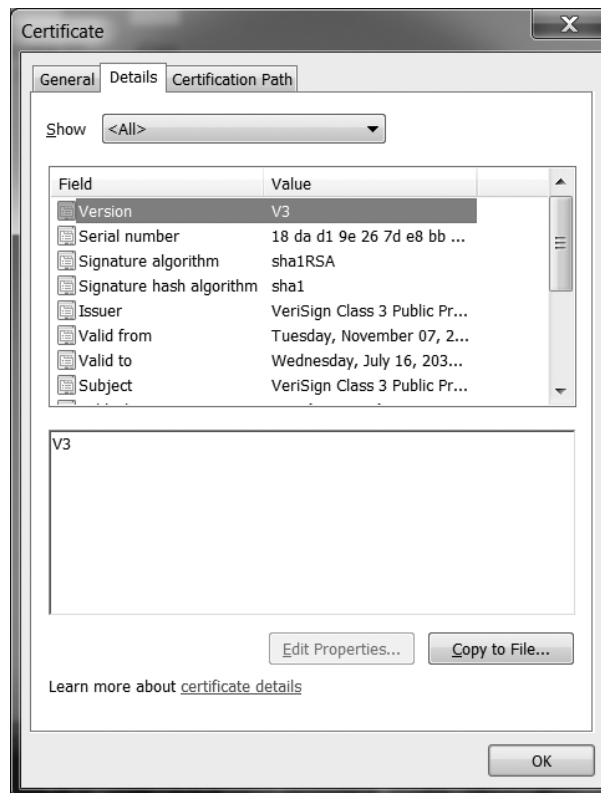 Certificate
General Details Certification Path
Show <All>
Field Value
Version V3
Serial number 18 da d1 9e 26 7d e8 bb ...
Signature algorithm sha1RSA
Signature hash algorithm sha1
Issuer VeriSign Class 3 Public Pr...
Valid from Tuesday, November 07, 2...
Valid to Wednesday, July 16, 203...
Subject VeriSign Class 3 Public Pr...
V3
Edit Properties... Copy to File...
Learn more about certificate details
OK